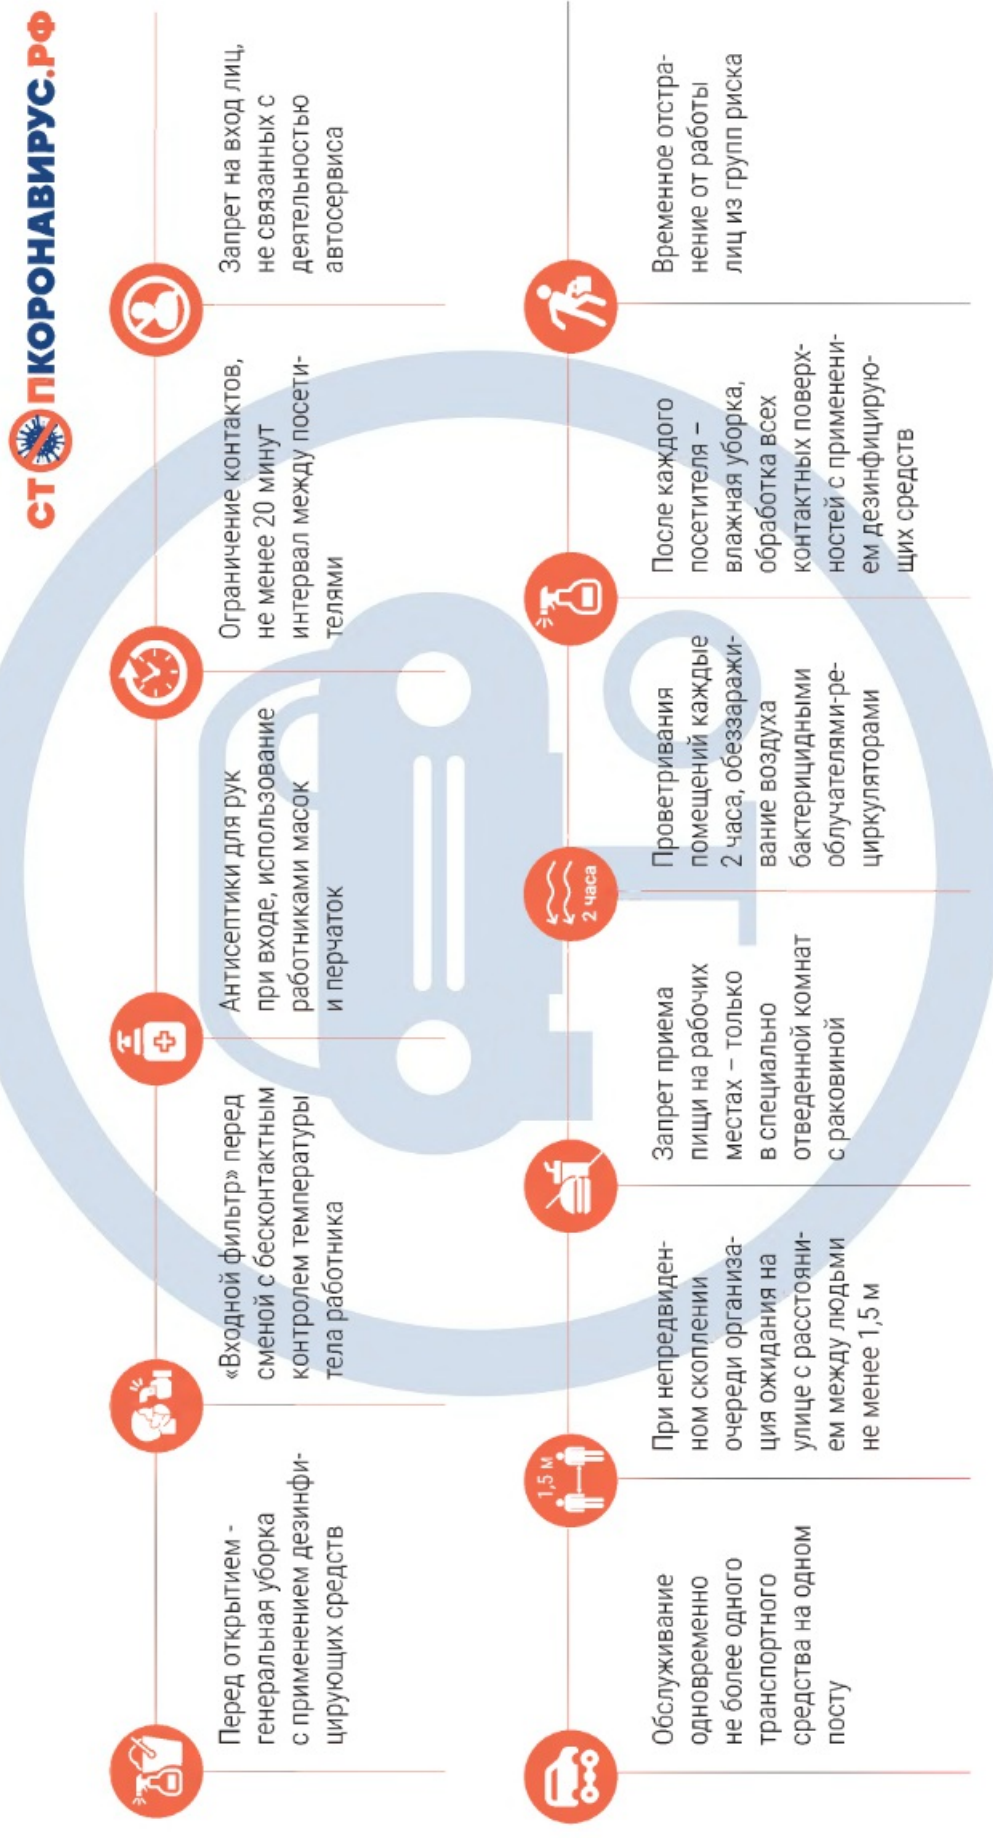 СТОПКОРОНАВИРУС.РФ
Перед открытием -
генеральная уборка
с применением дезинфи-
цирующих средств
«Входной фильтр» перед
сменой с бесконтактным
контролем температуры
тела работника
Антисептики для рук
при входе, использование
работниками масок
и перчаток
Ограничение контактов,
не менее 20 минут
интервал между посети-
телями
Запрет на вход лиц,
не связанных с
деятельностью
автосервиса
Обслуживание
одновременно
не более одного
транспортного
средства на одном
посту
1,5 м
При непредвиден-
ном скоплении
очереди организа-
ция ожидания на
улице с расстояни-
ем между людьми
не менее 1,5 м
Запрет приема
пищи на рабочих
местах – только
в специально
отведенной комнат
с раковиной
2 часа
Проветривания
помещений каждые
2 часа, обеззаражи-
вание воздуха
бактерицидными
облучателями-ре-
циркуляторами
После каждого
посетителя –
влажная уборка,
обработка всех
контактных поверх-
ностей с применени-
ем дезинфицирую-
щих средств
Временное отстра-
нение от работы
лиц из групп риска